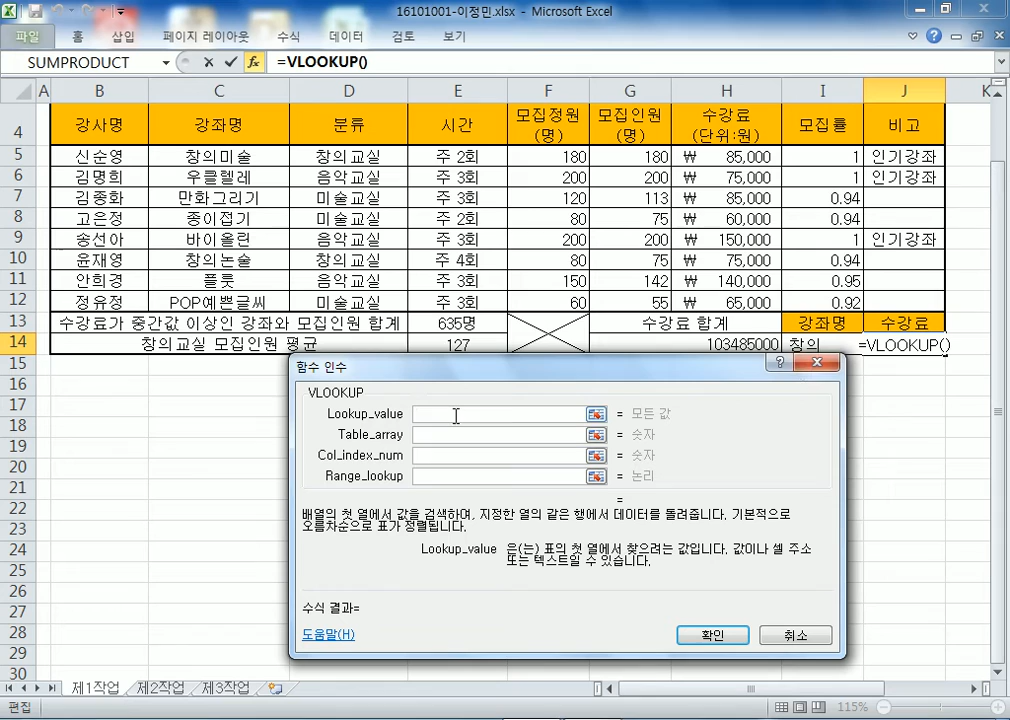 16101001-이정민.xlsx - Microsoft Excel
파일 홈 삽입 페이지 레이아웃 수식 데이터 검토 보기
SUMPRODUCT fx =VLOOKUP()
A B C D E F G H I J K
4 강사명 강좌명 분류 시간 모집정원 (명) 모집인원 (명) 수강료 (단위:원) 모집률 비고
5 신순영 창의미술 창의교실 주 2회 180 180 ₩ 85,000 1 인기강좌
6 김명희 우쿨렐레 음악교실 주 3회 200 200 ₩ 75,000 1 인기강좌
7 김종화 만화그리기 미술교실 주 3회 120 113 ₩ 85,000 0.94
8 고은정 종이접기 미술교실 주 2회 80 75 ₩ 60,000 0.94
9 송선아 바이올린 음악교실 주 3회 200 200 ₩ 150,000 1 인기강좌
10 윤재영 창의논술 창의교실 주 4회 80 75 ₩ 75,000 0.94
11 안희경 플룻 음악교실 주 3회 150 142 ₩ 140,000 0.95
12 정유정 POP예쁜글씨 미술교실 주 3회 60 55 ₩ 65,000 0.92
13 수강료가 중간값 이상인 강좌와 모집인원 합계 635명 수강료 합계 강좌명 수강료
14 창의교실 모집인원 평균 127 103485000 창의 =VLOOKUP()
15
16
17
18
19
20
21
22
23
24
25
26
27
28
29
30
함수 인수
VLOOKUP
Lookup_value = 모든 값
Table_array = 숫자
Col_index_num = 숫자
Range_lookup = 논리
=
배열의 첫 열에서 값을 검색하여, 지정한 열의 같은 행에서 데이터를 돌려줍니다. 기본적으로
오름차순으로 표가 정렬됩니다.
Lookup_value 은(는) 표의 첫 열에서 찾으려는 값입니다. 값이나 셀 주소
또는 텍스트일 수 있습니다.
수식 결과=
도움말(H) 확인 취소
제1작업 제2작업 제3작업
편집 115%